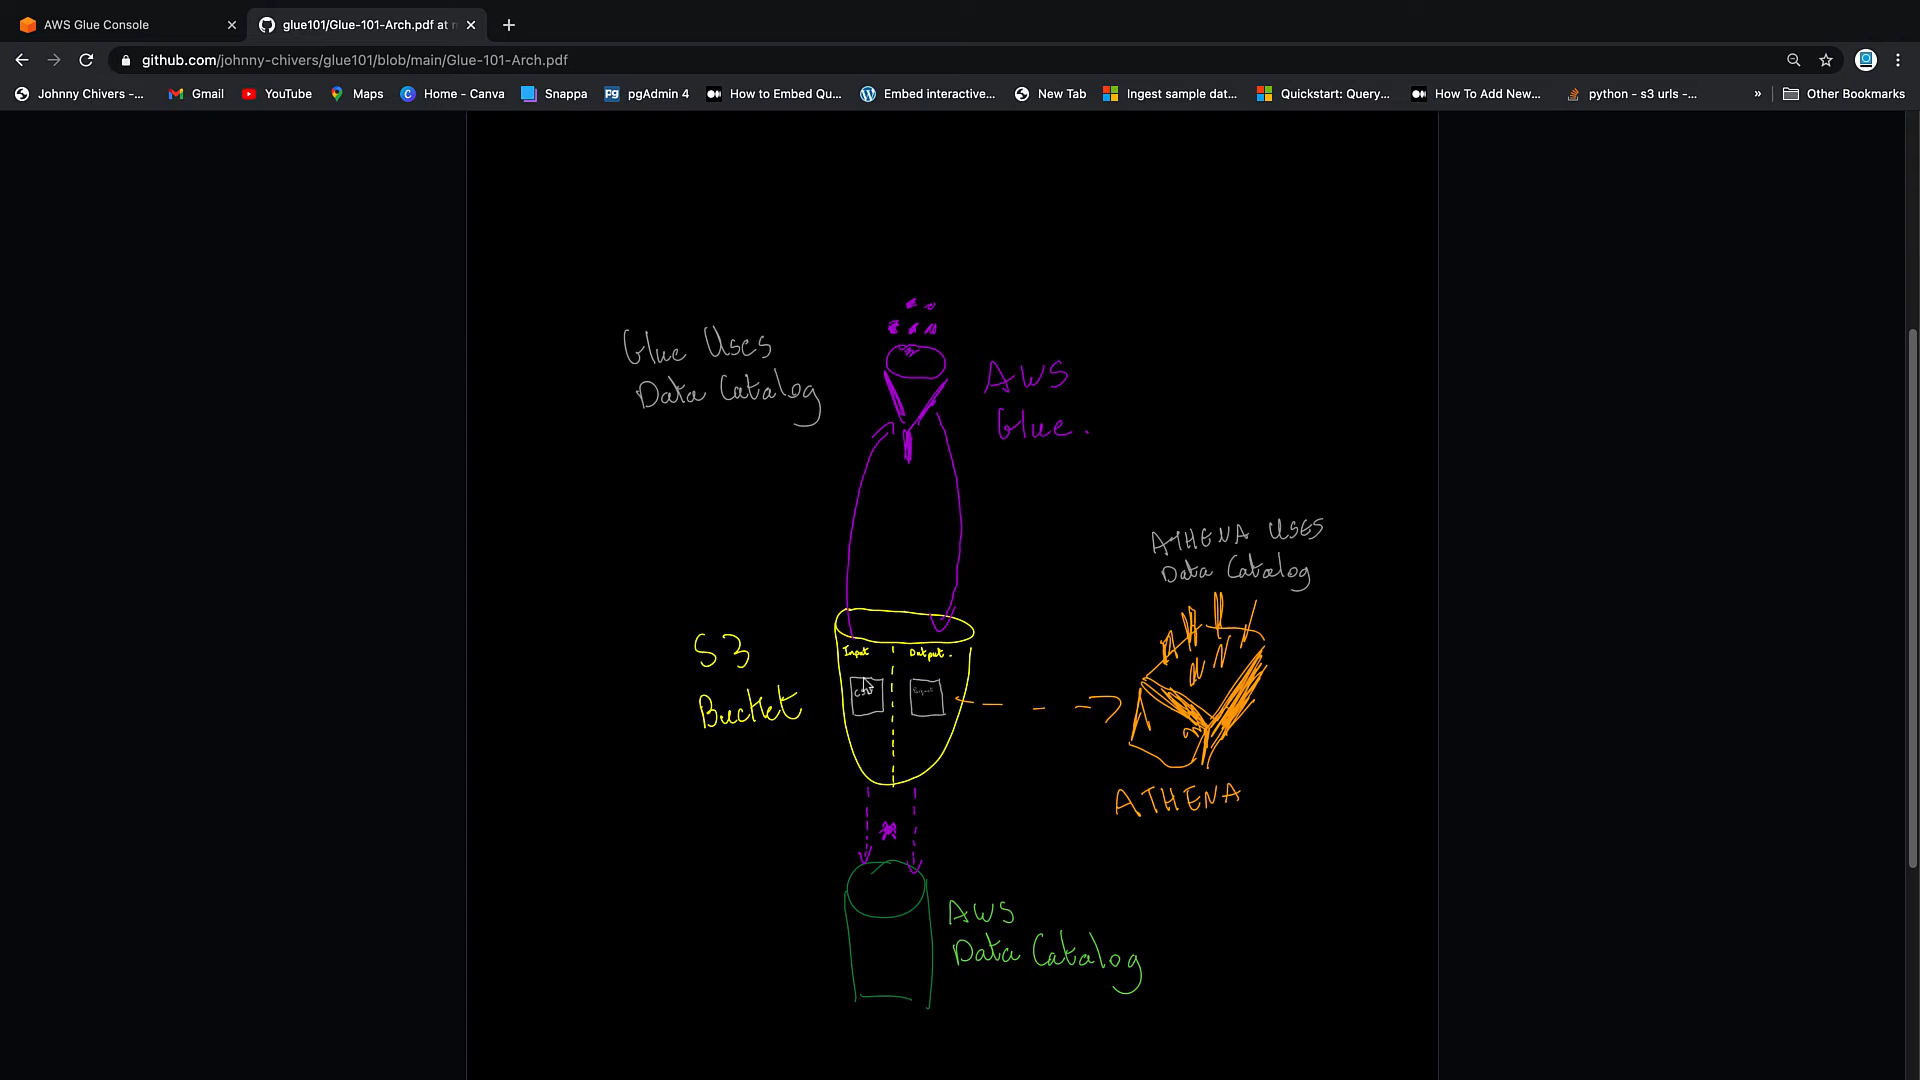 AWS Glue Console
glue101/Glue-101-Arch.pdf at m
github.com/johnny-chivers/glue101/blob/main/Glue-101-Arch.pdf
Johnny Chivers -...
Gmail
YouTube
Maps
Home - Canva
Snappa
pgAdmin 4
How to Embed Qu...
Embed interactive...
New Tab
Ingest sample dat...
Quickstart: Query...
How To Add New...
python - s3 urls -...
»
Other Bookmarks
Glue Uses
Data Catalog
AWS
Glue.
ATHENA USES
Data Catalog
S3
Bucket
Input
Output.
CSV
Parquet
ATHENA
AWS
Data Catalog